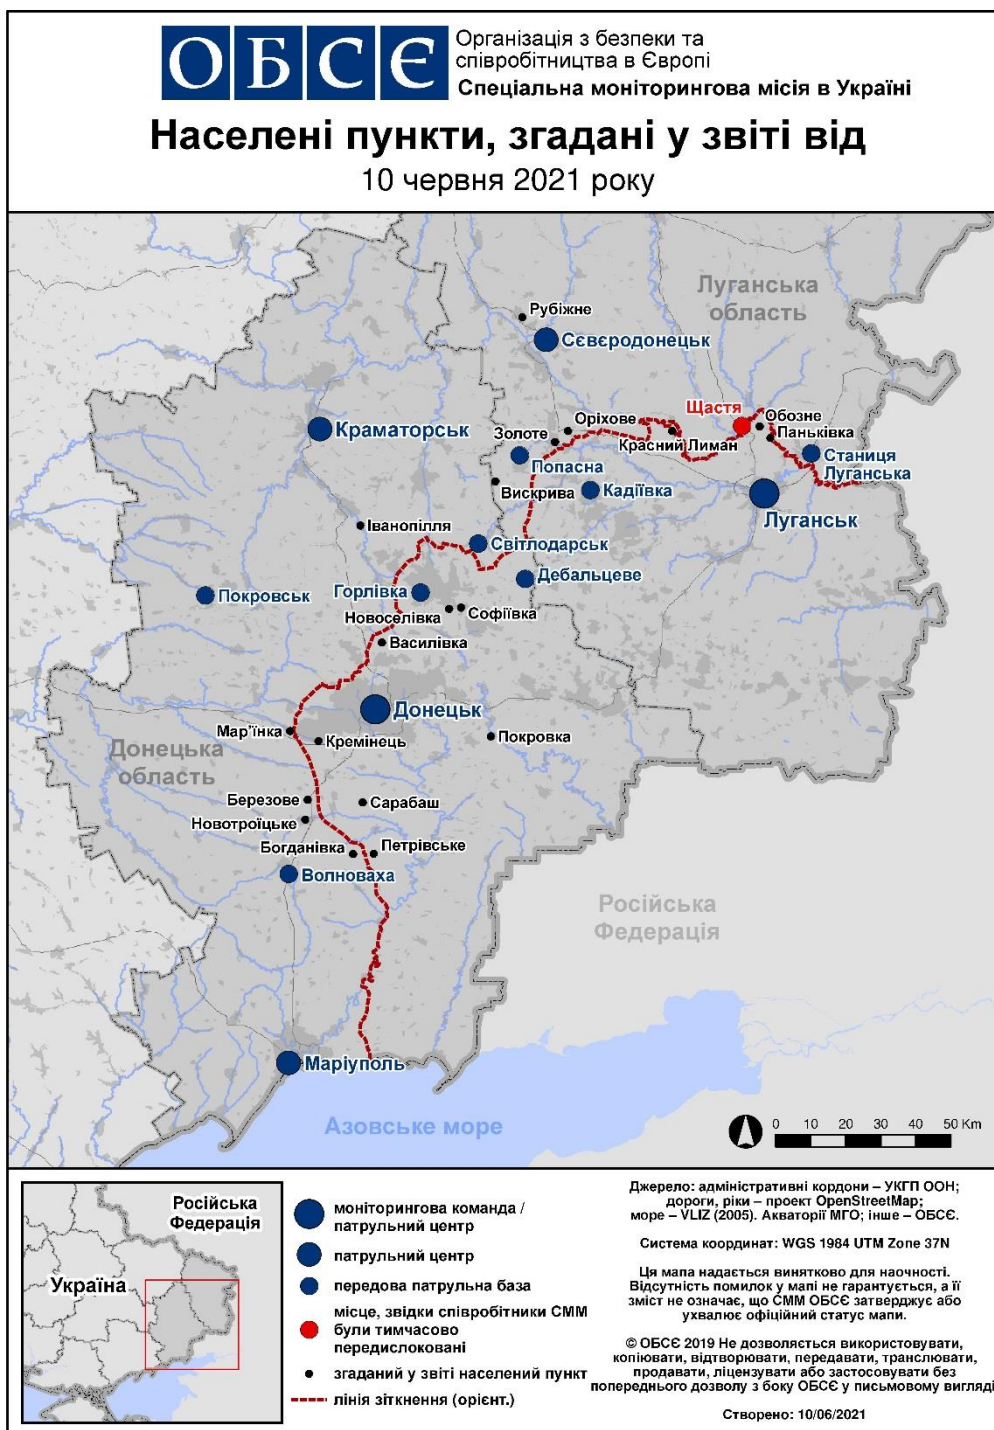 ОБСЄ
Організація з безпеки та
співробітництва в Європі
Спеціальна моніторингова місія в Україні
Населені пункти, згадані у звіті від
10 червня 2021 року
Луганська
область
Рубіжне
Сєвєродонецьк
Щастя
Обозне
Оріхове
Паньківка
Краматорськ
Золоте
Красний Лиман
Станиця
Луганська
Попасна
Вискрива
Кадіївка
Луганськ
Іванопілля
Світлодарськ
Дебальцеве
Покровськ
Горлівка
Новоселівка
Софіївка
Василівка
Донецьк
Мар'їнка
Кремінець
Покровка
Донецька
область
Березове
Сарабаш
Новотроїцьке
Богданівка
Петрівське
Волноваха
Російська
Федерація
Маріуполь
Азовське море
0 10 20 30 40 50 Km
Російська
Федерація
Україна
моніторингова команда /
патрульний центр
патрульний центр
передова патрульна база
місце, звідки співробітники СММ
були тимчасово
передислоковані
згаданий у звіті населений пункт
лінія зіткнення (орієнт.)
Джерело: адміністративні кордони – УКГП ООН;
дороги, ріки – проект OpenStreetMap;
море – VLIZ (2005). Акваторії МГО; інше – ОБСЄ.
Система координат: WGS 1984 UTM Zone 37N
Ця мапа надається винятково для наочності.
Відсутність помилок у мапі не гарантується, а її
зміст не означає, що СММ ОБСЄ затверджує або
ухвалює офіційний статус мапи.
© ОБСЄ 2019 Не дозволяється використовувати,
копіювати, відтворювати, передавати, транслювати,
продавати, ліцензувати або застосовувати без
попереднього дозволу з боку ОБСЄ у письмовому вигляді
Створено: 10/06/2021